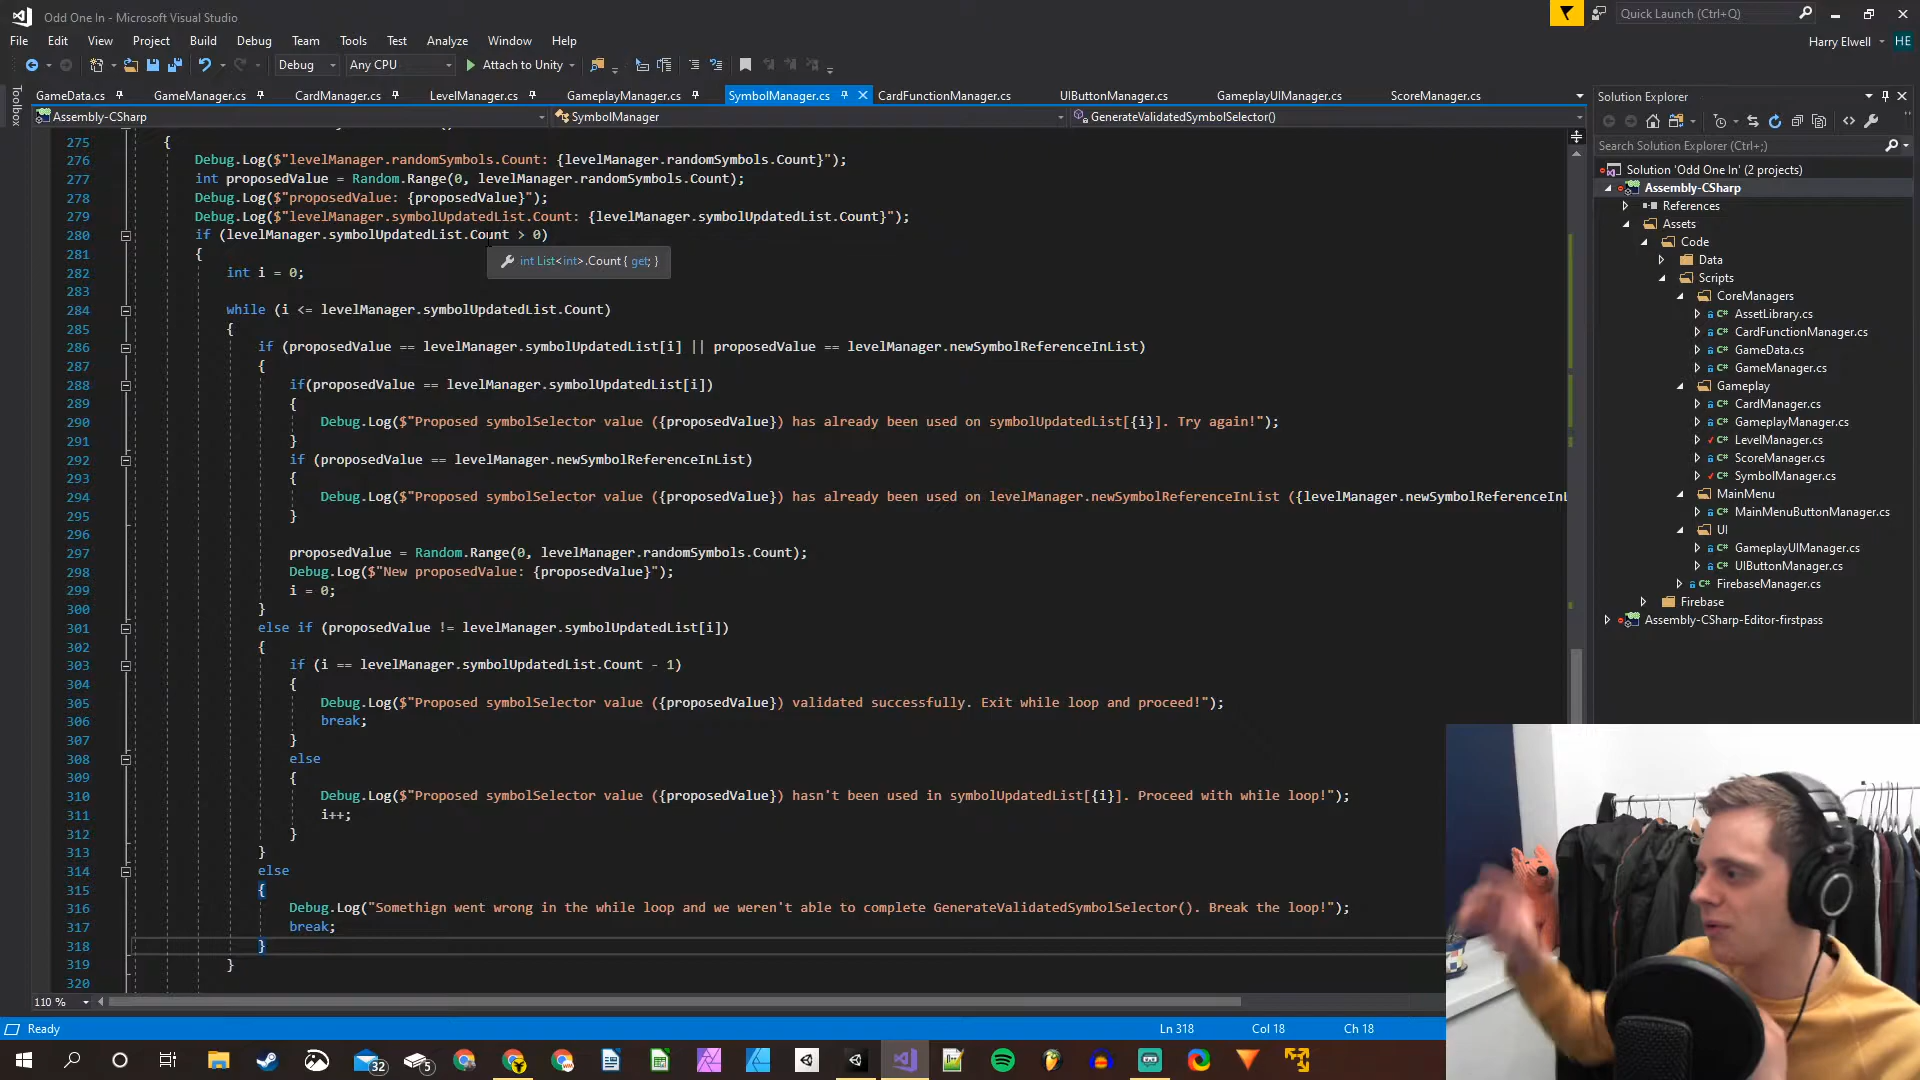 Odd One In - Microsoft Visual Studio
Quick Launch (Ctrl+Q)
File Edit View Project Build Debug Team Tools Test Analyze Window Help
Harry Elwell HE
Debug Any CPU Attach to Unity
Toolbox
GameData.cs GameManager.cs CardManager.cs LevelManager.cs GameplayManager.cs SymbolManager.cs CardFunctionManager.cs UIButtonManager.cs GameplayUIManager.cs ScoreManager.cs
Assembly-CSharp SymbolManager GenerateValidatedSymbolSelector()
275 {
276 Debug.Log($"levelManager.randomSymbols.Count: {levelManager.randomSymbols.Count}");
277 int proposedValue = Random.Range(0, levelManager.randomSymbols.Count);
278 Debug.Log($"proposedValue: {proposedValue}");
279 Debug.Log($"levelManager.symbolUpdatedList.Count: {levelManager.symbolUpdatedList.Count}");
280 if (levelManager.symbolUpdatedList.Count > 0)
281 {
int List<int>.Count { get; }
282 int i = 0;
283
284 while (i <= levelManager.symbolUpdatedList.Count)
285 {
286 if (proposedValue == levelManager.symbolUpdatedList[i] || proposedValue == levelManager.newSymbolReferenceInList)
287 {
288 if(proposedValue == levelManager.symbolUpdatedList[i])
289 {
290 Debug.Log($"Proposed symbolSelector value ({proposedValue}) has already been used on symbolUpdatedList[{i}]. Try again!");
291 }
292 if (proposedValue == levelManager.newSymbolReferenceInList)
293 {
294 Debug.Log($"Proposed symbolSelector value ({proposedValue}) has already been used on levelManager.newSymbolReferenceInList ({levelManager.newSymbolReferenceInL
295 }
296
297 proposedValue = Random.Range(0, levelManager.randomSymbols.Count);
298 Debug.Log($"New proposedValue: {proposedValue}");
299 i = 0;
300 }
301 else if (proposedValue != levelManager.symbolUpdatedList[i])
302 {
303 if (i == levelManager.symbolUpdatedList.Count - 1)
304 {
305 Debug.Log($"Proposed symbolSelector value ({proposedValue}) validated successfully. Exit while loop and proceed!");
306 break;
307 }
308 else
309 {
310 Debug.Log($"Proposed symbolSelector value ({proposedValue}) hasn't been used in symbolUpdatedList[{i}]. Proceed with while loop!");
311 i++;
312 }
313 }
314 else
315 {
316 Debug.Log("Somethign went wrong in the while loop and we weren't able to complete GenerateValidatedSymbolSelector(). Break the loop!");
317 break;
318 }
319 }
320
110 %
Solution Explorer
Search Solution Explorer (Ctrl+;)
Solution 'Odd One In' (2 projects)
Assembly-CSharp
References
Assets
Code
Data
Scripts
CoreManagers
AssetLibrary.cs
CardFunctionManager.cs
GameData.cs
GameManager.cs
Gameplay
CardManager.cs
GameplayManager.cs
LevelManager.cs
ScoreManager.cs
SymbolManager.cs
MainMenu
MainMenuButtonManager.cs
UI
GameplayUIManager.cs
UIButtonManager.cs
FirebaseManager.cs
Firebase
Assembly-CSharp-Editor-firstpass
Ready Ln 318 Col 18 Ch 18
32 5